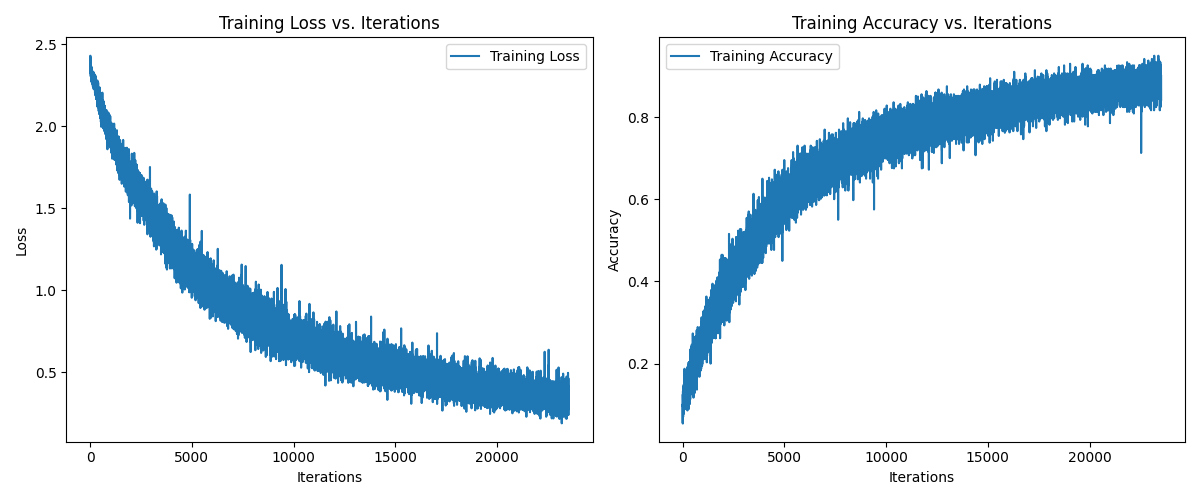 Training Loss vs. Iterations
Training Loss
2.5
2.0
1.5
1.0
0.5
Loss
0 5000 10000 15000 20000
Iterations
Training Accuracy vs. Iterations
Training Accuracy
0.8
0.6
0.4
0.2
Accuracy
0 5000 10000 15000 20000
Iterations